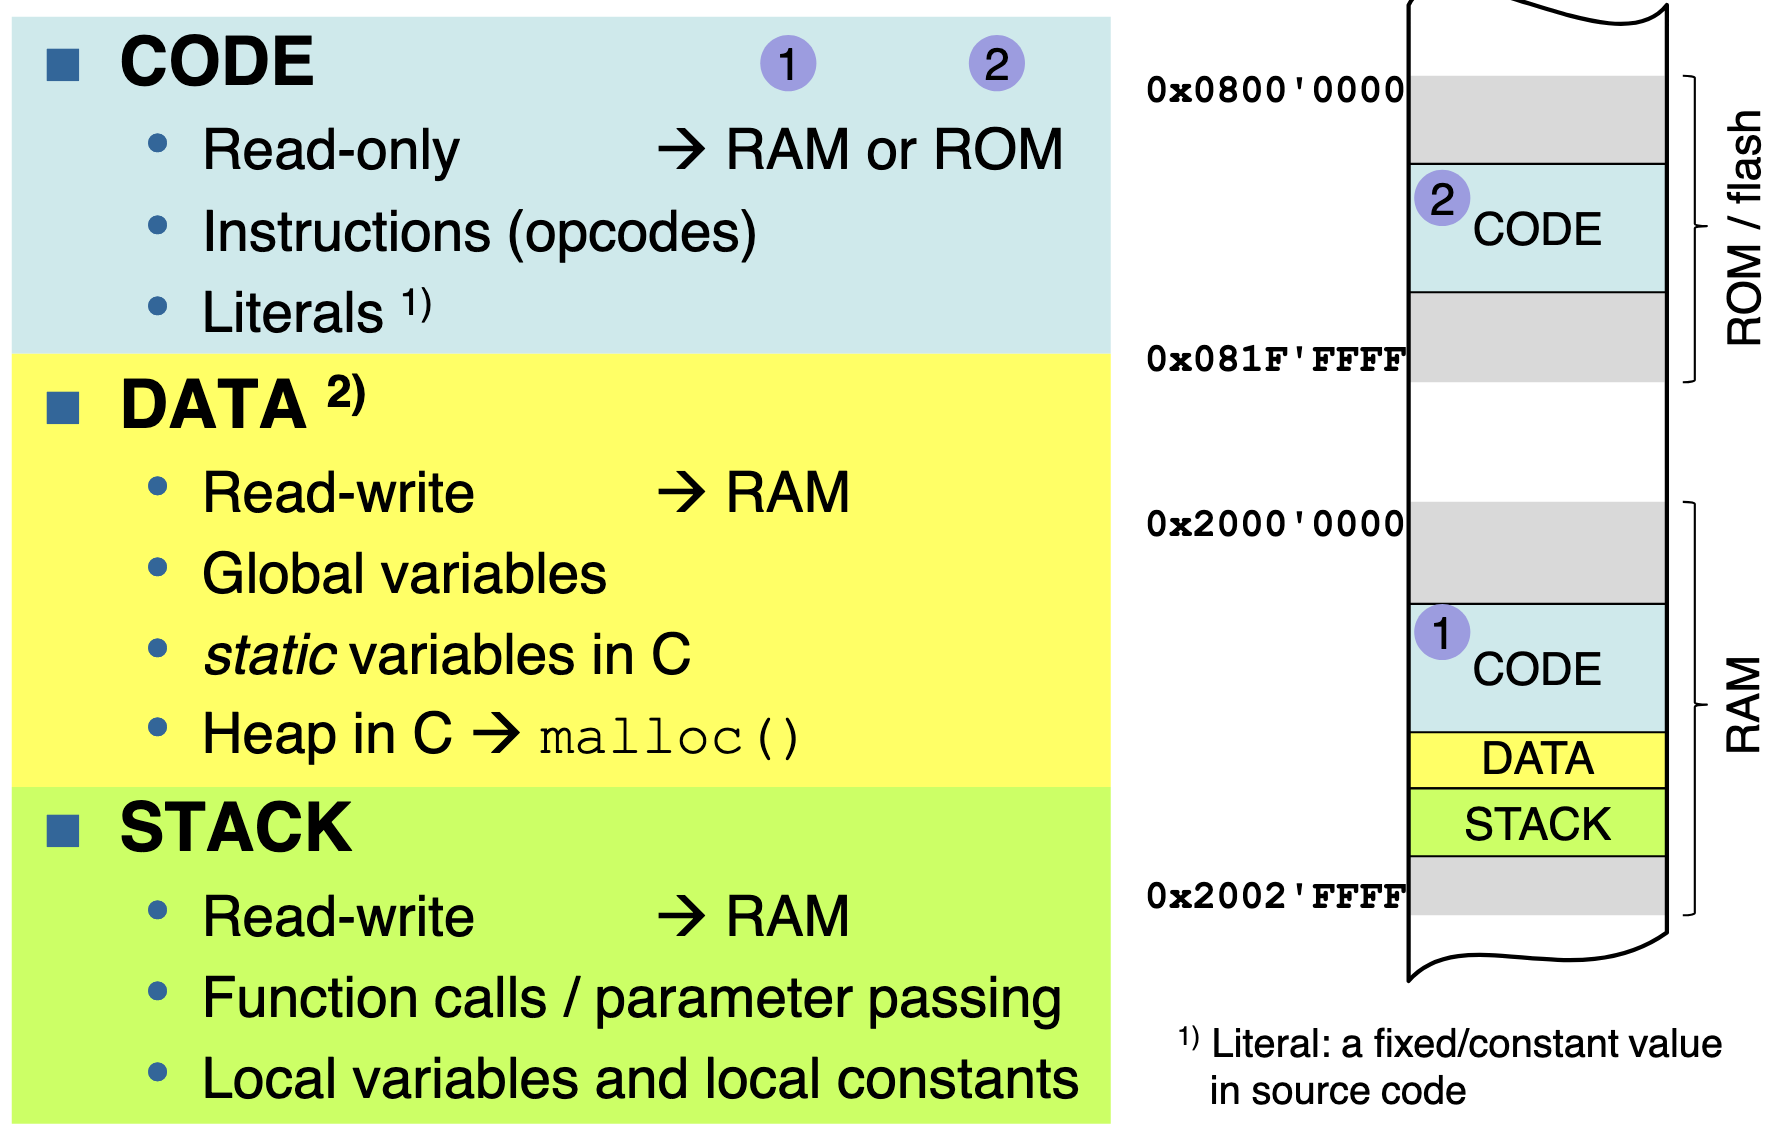 CODE 1 2
Read-only → RAM or ROM
Instructions (opcodes)
Literals 1)
DATA 2)
Read-write → RAM
Global variables
static variables in C
Heap in C → malloc()
STACK
Read-write → RAM
Function calls / parameter passing
Local variables and local constants
0x0800'0000
2 CODE
0x081F'FFFF
ROM / flash
0x2000'0000
1 CODE
DATA
STACK
0x2002'FFFF
RAM
1) Literal: a fixed/constant value
in source code